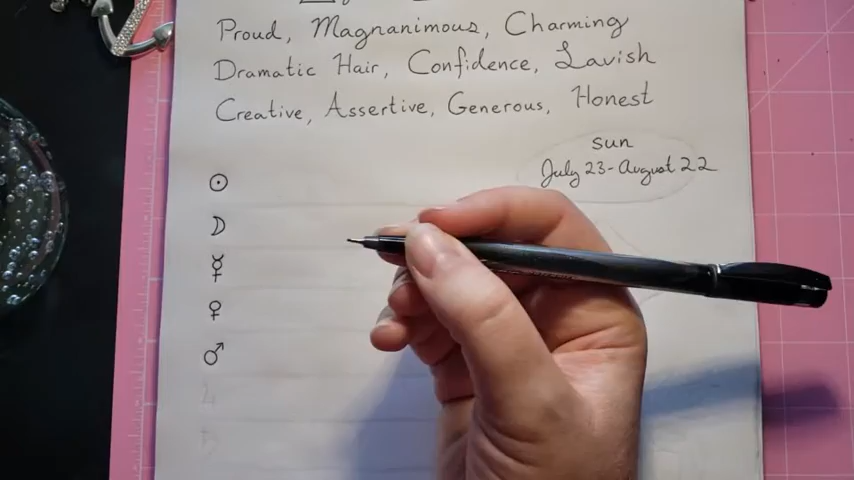 Proud, Magnanimous, Charming
Dramatic Hair, Confidence, Lavish
Creative, Assertive, Generous, Honest
sun
July 23-August 22
☉
☽
☿
♀
♂